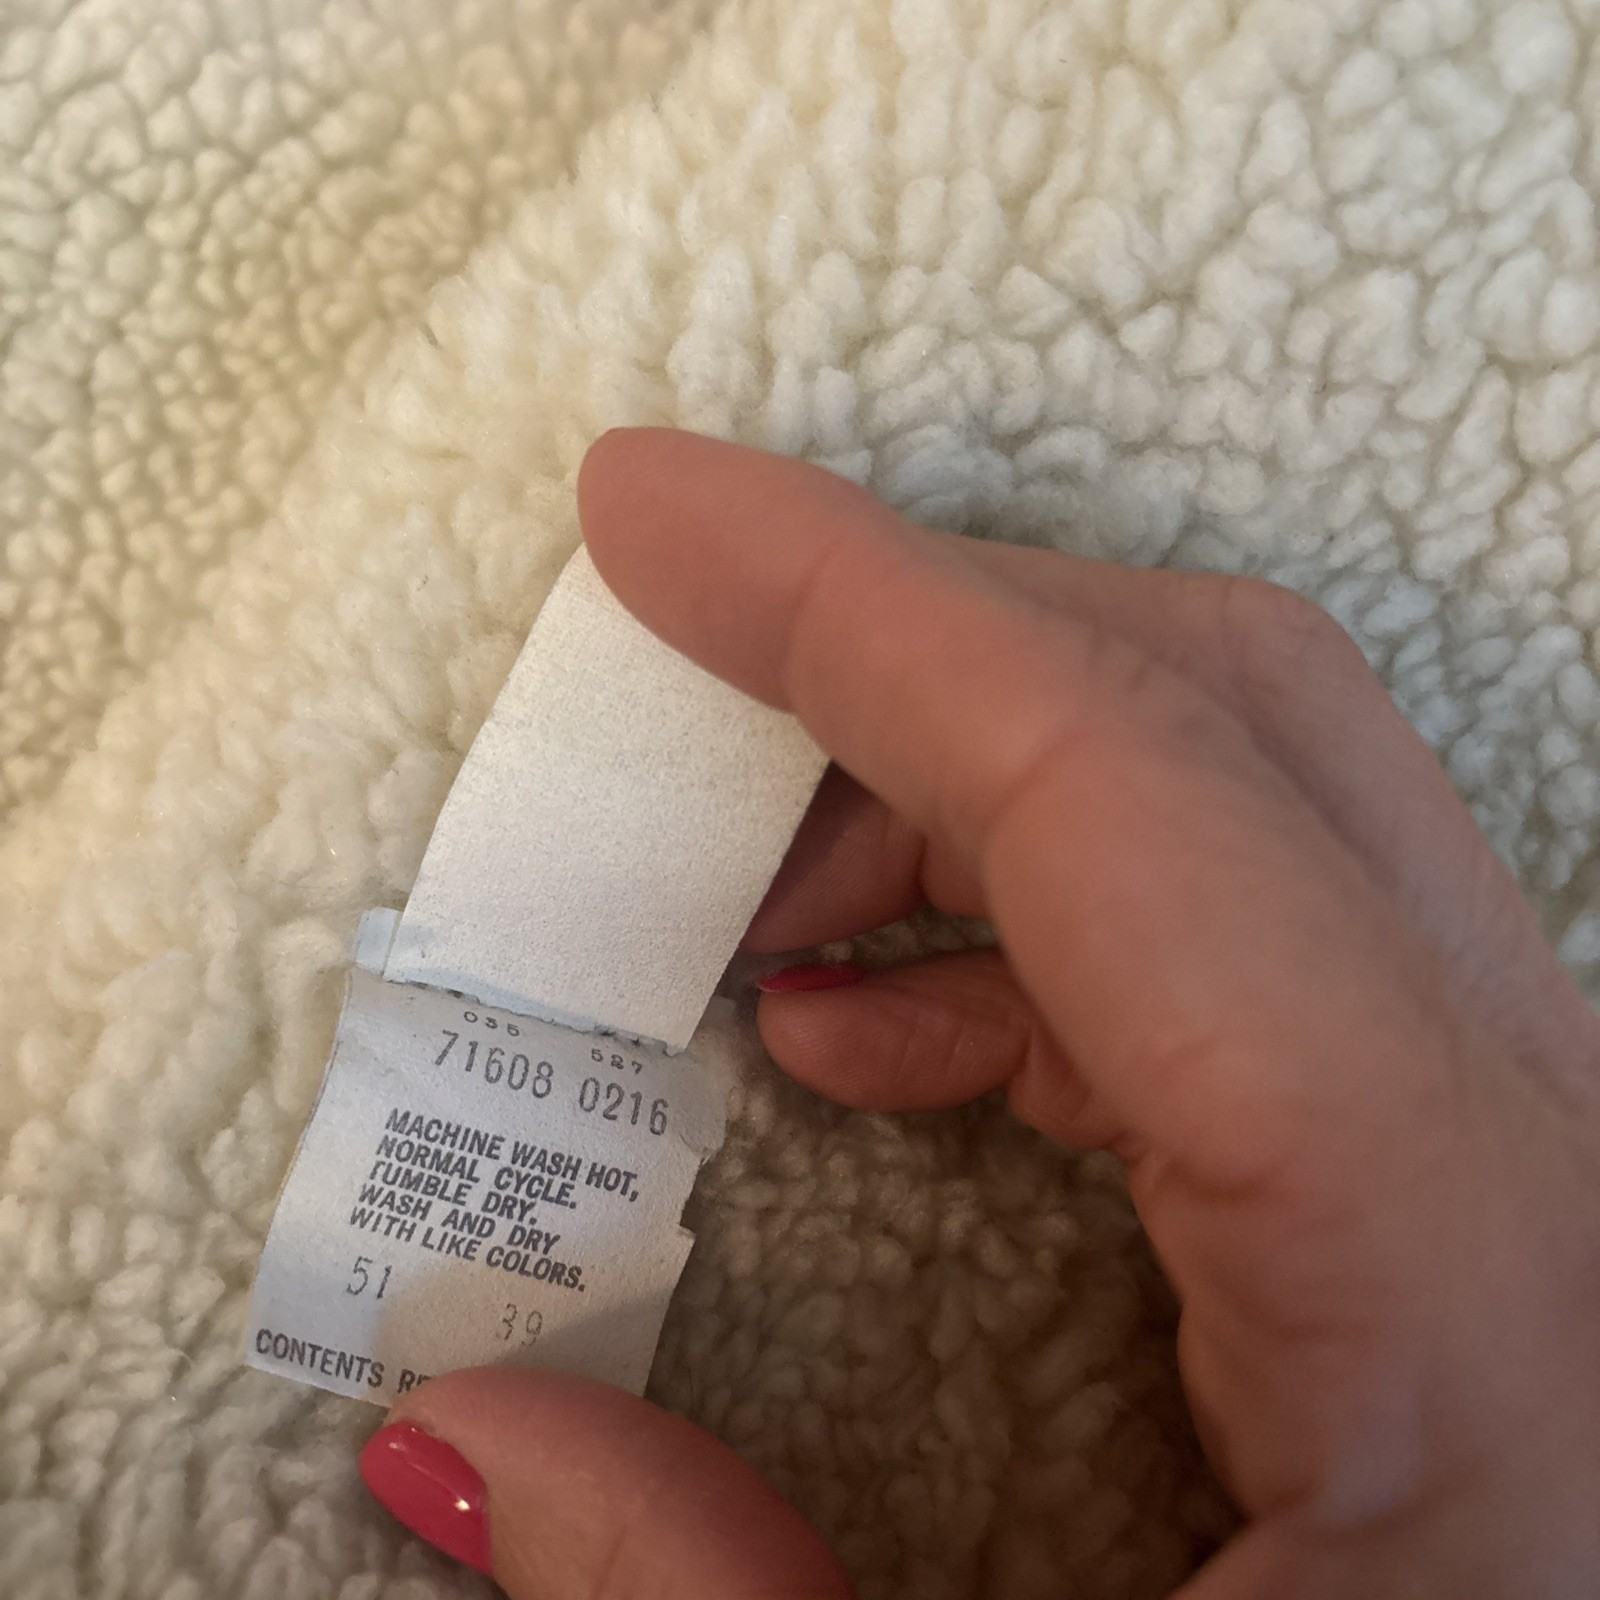 035 527
71608 0216
MACHINE WASH HOT,
NORMAL CYCLE.
TUMBLE DRY.
WASH AND DRY
WITH LIKE COLORS.
51 39
CONTENTS